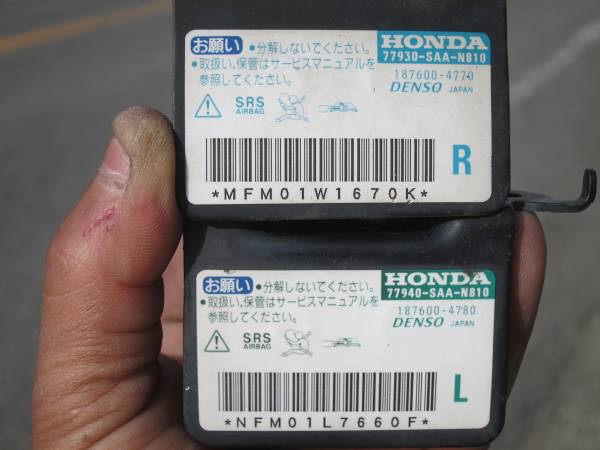 お願い ●分解しないでください。
●取扱い、保管はサービスマニュアルを
参照してください。
HONDA
77930-SAA-N810
187600-4770
DENSO JAPAN
SRS
AIRBAG
R
*MFM01W1670K*
お願い ●分解しないでください。
●取扱い、保管はサービスマニュアルを
参照してください。
HONDA
77940-SAA-N810
187600-4780
DENSO JAPAN
SRS
AIRBAG
L
*NFM01L7660F*